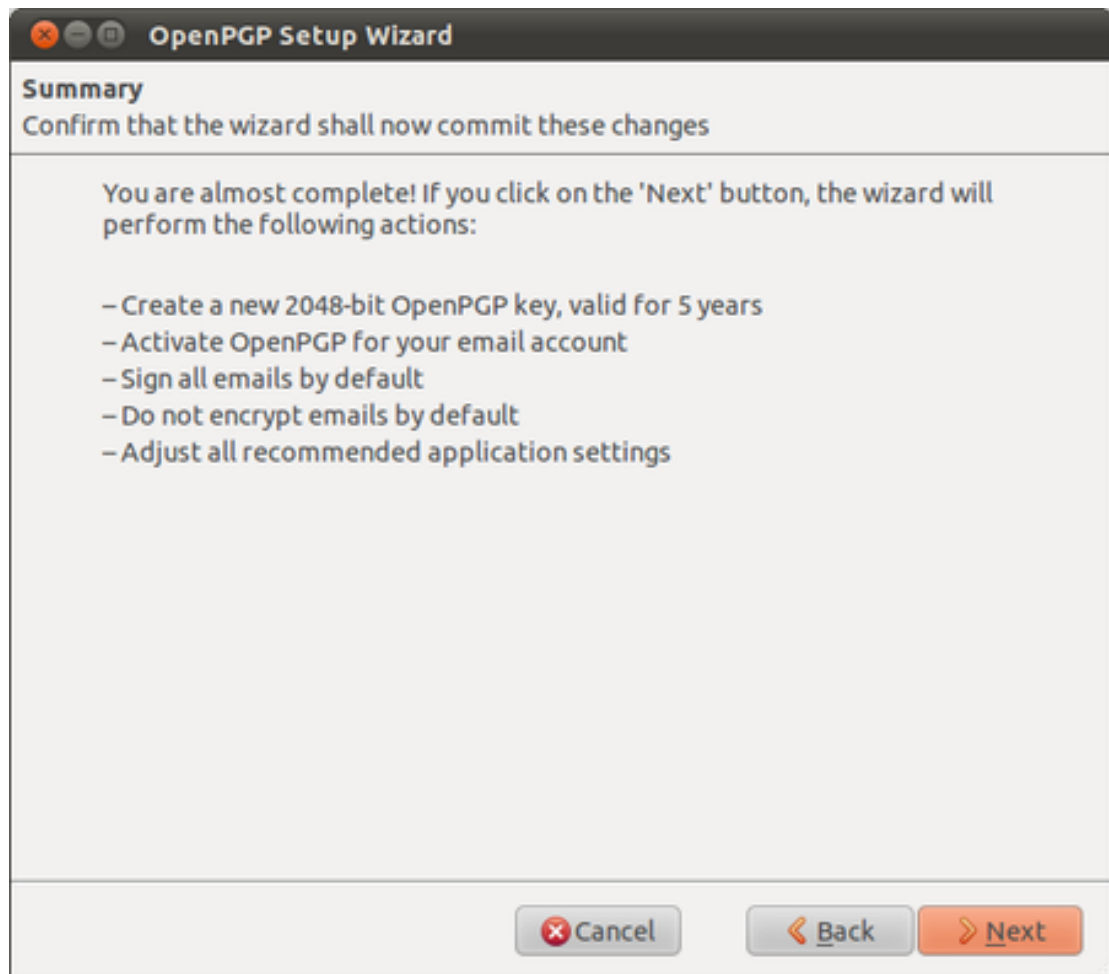 OpenPGP Setup Wizard
Summary
Confirm that the wizard shall now commit these changes
You are almost complete! If you click on the 'Next' button, the wizard will
perform the following actions:
– Create a new 2048-bit OpenPGP key, valid for 5 years
– Activate OpenPGP for your email account
– Sign all emails by default
– Do not encrypt emails by default
– Adjust all recommended application settings
Cancel
Back
Next